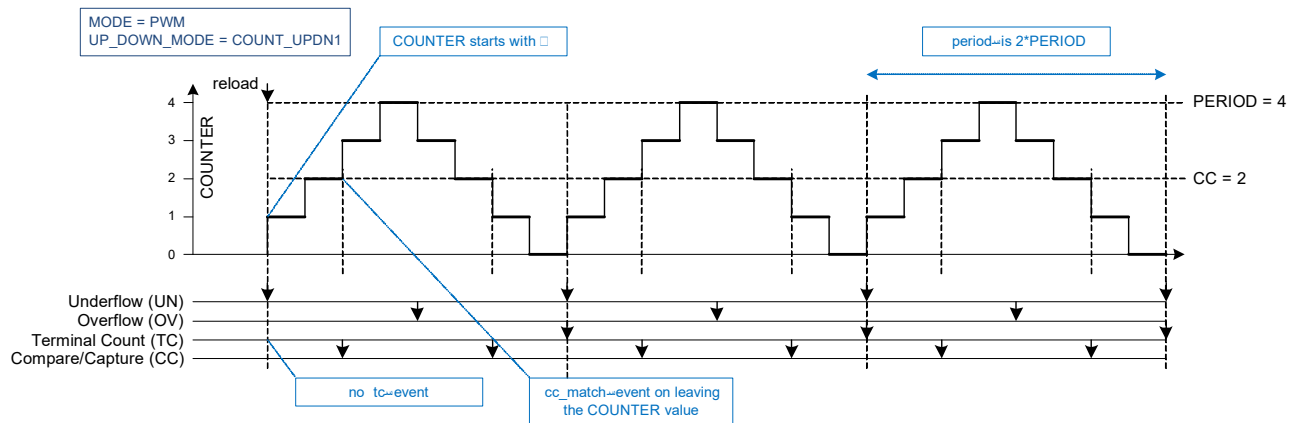 MODE = PWM
UP_DOWN_MODE = COUNT_UPDN1
COUNTER starts with
period is 2*PERIOD
reload
4
3
2
1
0
COUNTER
PERIOD = 4
CC = 2
Underflow (UN)
Overflow (OV)
Terminal Count (TC)
Compare/Capture (CC)
no tc event
cc_match event on leaving
the COUNTER value